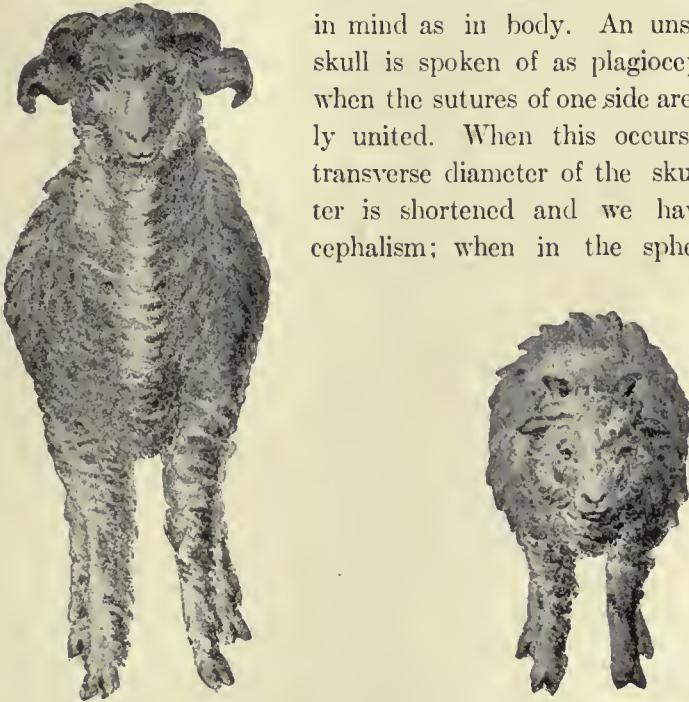 in mind as in body. An uns
skull is spoken of as plagioce
when the sutures of one side are
ly united. When this occurs
transverse diameter of the sku
ter is shortened and we hav
cephalism; when in the sphe